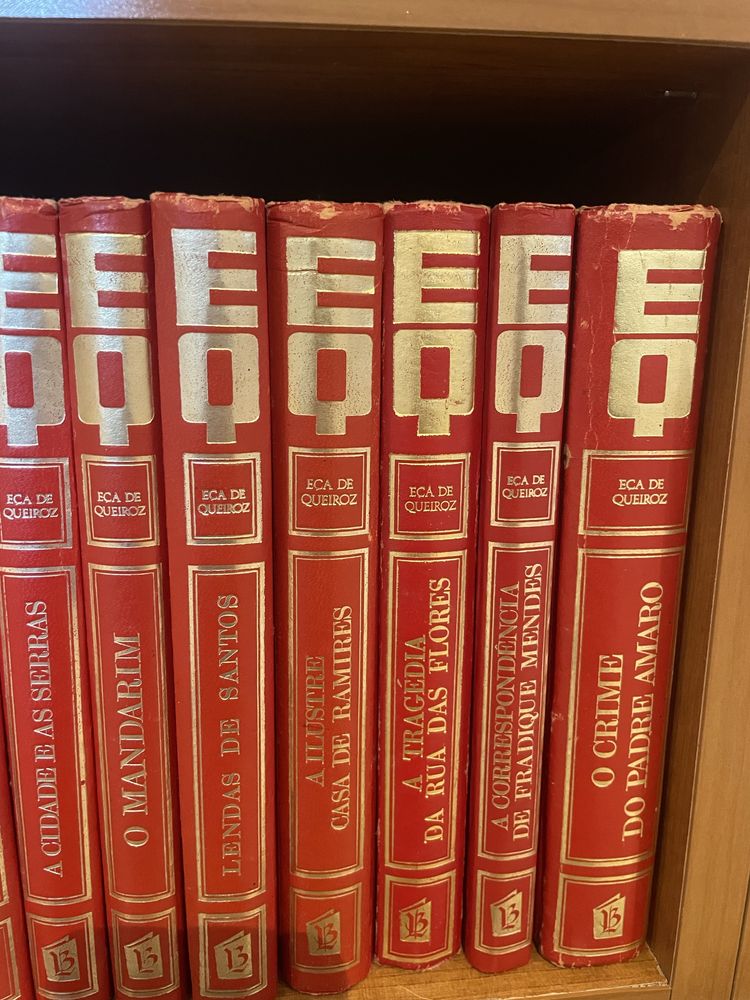 EQ
EÇA DE
QUEIROZ
A CIDADE E AS SERRAS
EQ
EÇA DE
QUEIROZ
O MANDARIM
EQ
EÇA DE
QUEIROZ
LENDAS DE SANTOS
EQ
EÇA DE
QUEIROZ
A ILUSTRE
CASA DE RAMIRES
EQ
EÇA DE
QUEIROZ
A TRAGÉDIA
DA RUA DAS FLORES
EQ
EÇA DE
QUEIROZ
A CORRESPONDÊNCIA
DE FRADIQUE MENDES
EQ
EÇA DE
QUEIROZ
O CRIME
DO PADRE AMARO